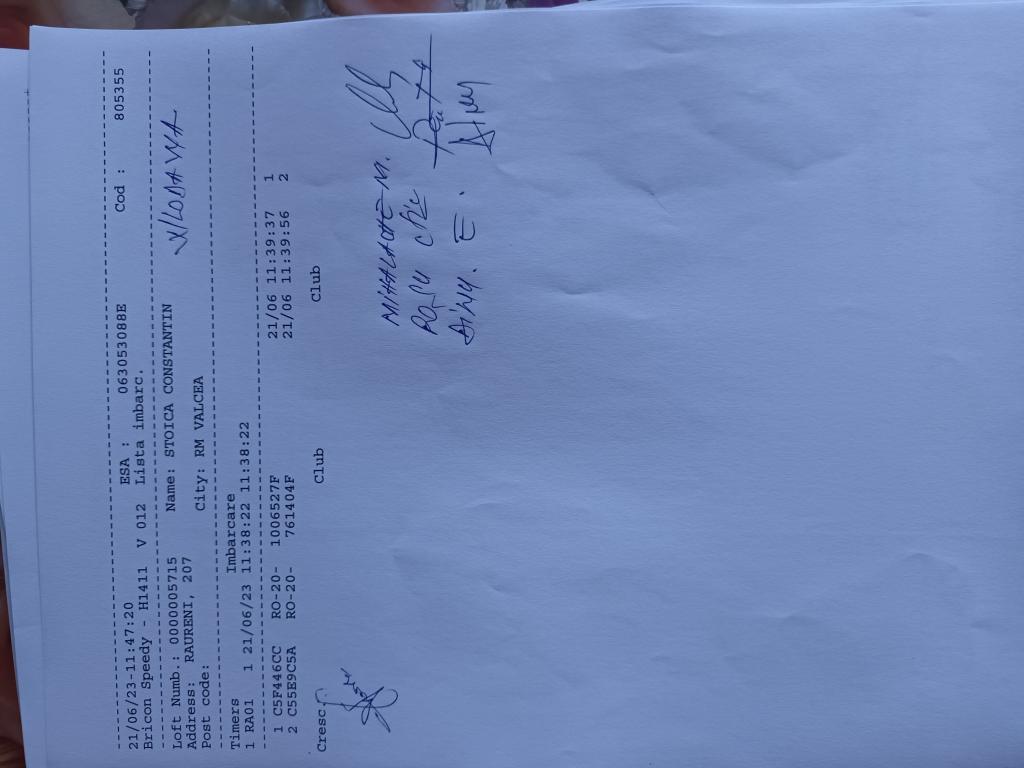 --------------------------------------------------------------------------------
21/06/23-11:47:20 ESA : 063053088E Cod : 805355
Bricon Speedy - H1411 V 012 Lista imbarc.
--------------------------------------------------------------------------------
Loft Numb.: 0000005715 Name: STOICA CONSTANTIN WLODAWA
Address: RAURENI, 207 City: RM VALCEA
Post code:
--------------------------------------------------------------------------------
Timers Imbarcare
1 RA01 1 21/06/23 11:38:22 11:38:22
--------------------------------------------------------------------------------
1 C5F446CC RO-20- 1006527F 21/06 11:39:37 1
2 C55E9C5A RO-20- 761404F 21/06 11:39:56 2
Cresc. Club Club
MIHALACHE M.
DINU. E.